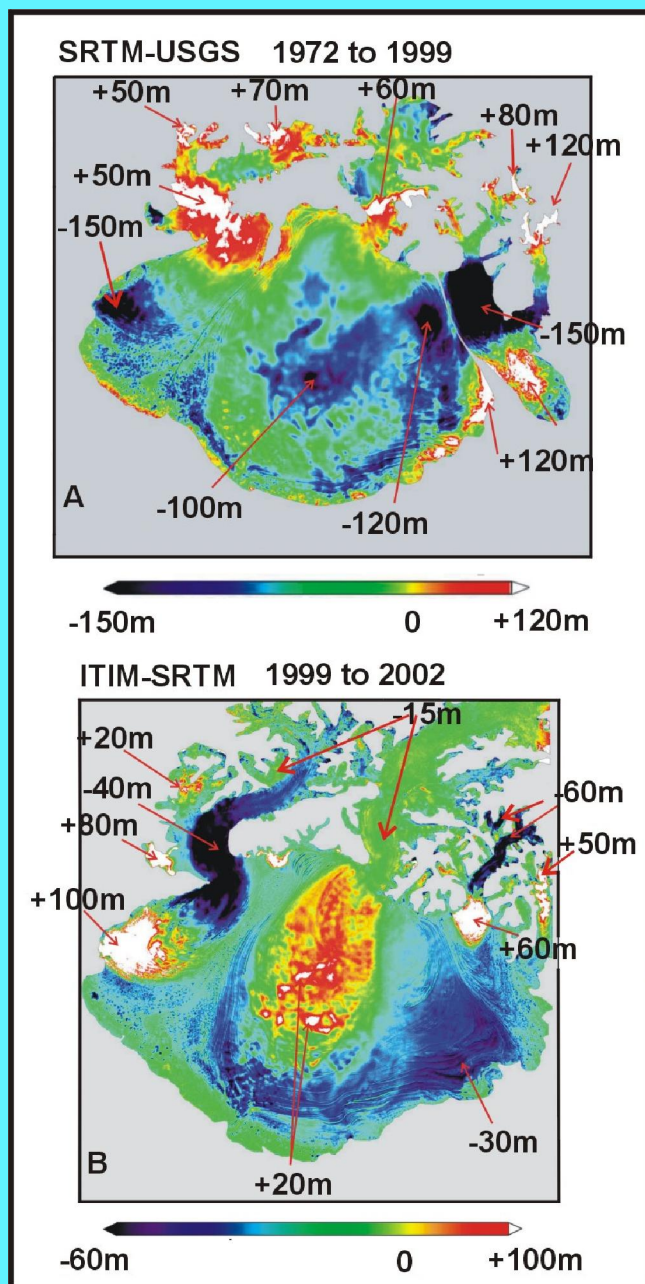 SRTM-USGS 1972 to 1999
+50m +70m +60m
+80m
+120m
+50m
-150m
-150m
+120m
A
-100m
-120m
-150m 0 +120m
ITIM-SRTM 1999 to 2002
-15m
+20m
-40m
-60m
+80m
+50m
+100m
+60m
-30m
B
+20m
-60m 0 +100m